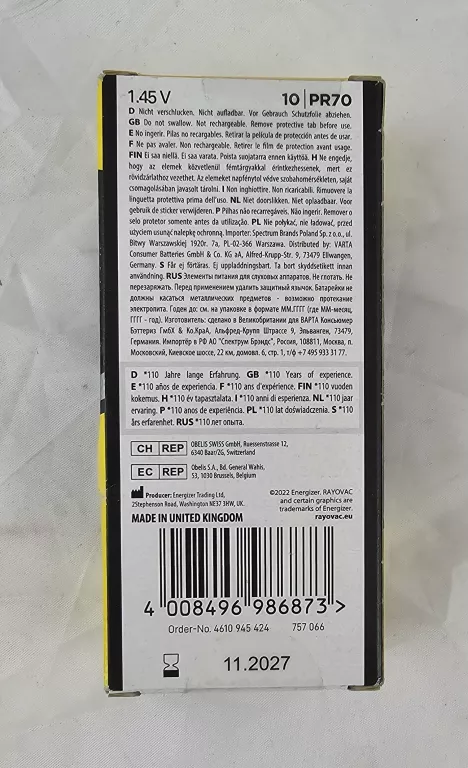 1.45 V 10 | PR70
D Nicht verschlucken. Nicht aufladbar. Vor Gebrauch Schutzfolie abziehen.
GB Do not swallow. Not rechargeable. Remove protective tab before use.
E No ingerir. Pilas no recargables. Retirar la película de protección antes de usar.
F Ne pas avaler. Non rechargeable. Retirer le film de protection avant usage.
FIN Ei saa niellä. Ei saa varata. Poista suojatarra ennen käyttöä. H Ne engedje,
hogy az elemek közvetlenül fémtárgyakkal érintkezhessenek, mert ez
rövidzárlathoz vezethet. Az elemeket napfénytől védve szobahőmérsékleten, saját
csomagolásában javasolt tárolni. I Non inghiottire. Non ricaricabili. Rimuovere la
linguetta protettiva prima dell'uso. NL Niet doorslikken. Niet oplaadbaar. Voor
gebruik de sticker verwijderen. P Pilhas não recarregáveis. Não ingerir. Remover o
selo protetor somente antes da utilização. PL Nie połykać, nie ładować, przed
użyciem usunąć nalepkę ochronną. Importer: Spectrum Brands Poland Sp. z o.o., ul.
Bitwy Warszawskiej 1920r. 7a, PL-02-366 Warszawa. Distributed by: VARTA
Consumer Batteries GmbH & Co. KG aA, Alfred-Krupp-Str. 9, 73479 Ellwangen,
Germany. S Får ej förtäras. Ej uppladdningsbart. Ta bort skyddsetikett innan
användning. RUS Элементы питания для слуховых аппаратов. Не глотать. Не
перезаряжать. Перед применением удалить защитный язычок. Батарейки не
должны касаться металлических предметов - возможно протекание
электролита. Годен до: см. на упаковке в формате ММ.ГГГГ (где ММ-месяц,
ГГГГ - год). Изготовитель: сделано в Великобритании для ВАРТА Консьюмер
Бэттериз ГмбХ & Ко.КгаА, Альфред-Крупп Штрассе 9, Эльванген, 73479,
Германия. Импортёр в РФ АО "Спектрум Брэндс", Россия, 108811, Москва, п.
Московский, Киевское шоссе, 22 км, домовл. 6, стр. 1, т/ф +7 495 933 31 77.
D *110 Jahre lange Erfahrung. GB *110 Years of experience.
E *110 años de experiencia. F *110 ans d'expérience. FIN *110 vuoden
kokemus. H *110 év tapasztalata. I *110 anni di esperienza. NL *110 jaar
ervaring. P *110 anos de experiência. PL *110 lat doświadczenia. S *110
års erfarenhet. RUS *110 лет опыта.
CH REP OBELIS SWISS GmbH, Ruessenstrasse 12,
6340 Baar/ZG, Switzerland
EC REP Obelis S.A., Bd. General Wahis,
53, 1030 Brussels, Belgium
Producer: Energizer Trading Ltd,
2Stephenson Road, Washington NE37 3HW, UK.
©2022 Energizer. RAYOVAC
and certain graphics are
trademarks of Energizer.
rayovac.eu
MADE IN UNITED KINGDOM
4 008496 986873 >
Order-No. 4610 945 424 757 066
11.2027